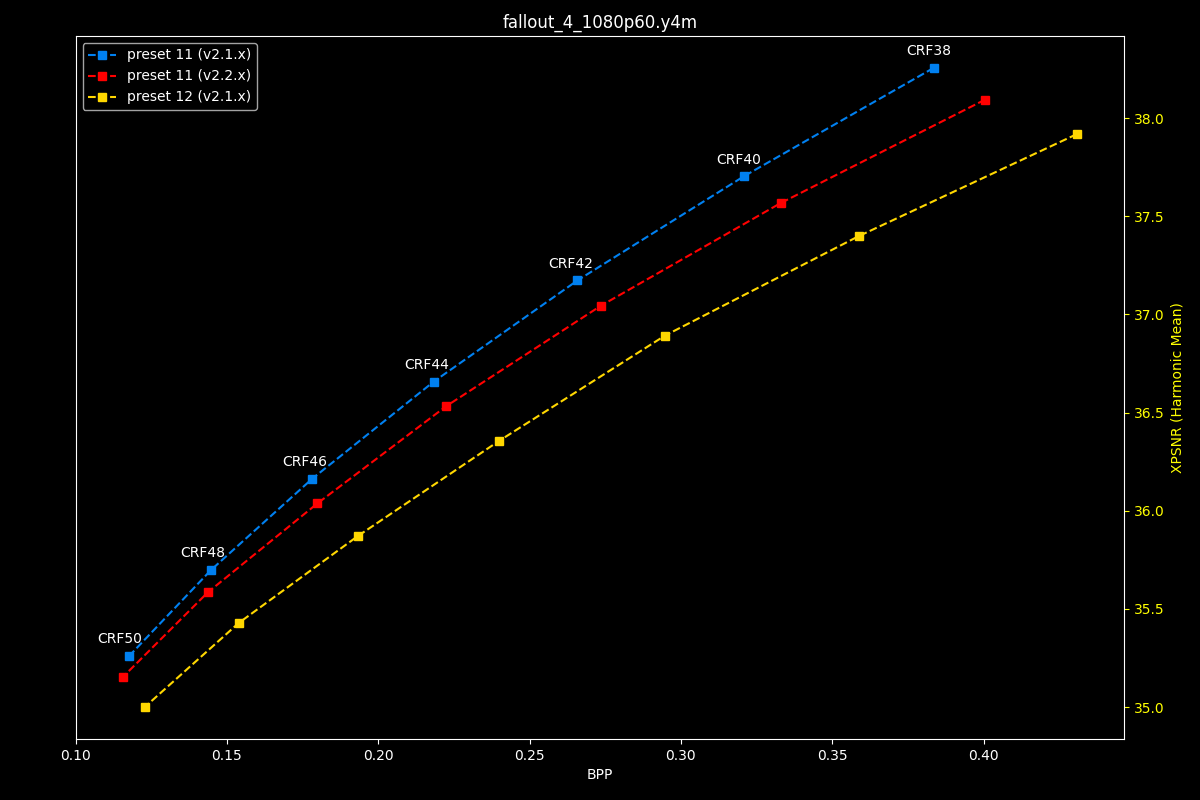 fallout_4_1080p60.y4m
preset 11 (v2.1.x)
preset 11 (v2.2.x)
preset 12 (v2.1.x)
CRF38
CRF40
CRF42
CRF44
CRF46
CRF48
CRF50
38.0
37.5
37.0
36.5
36.0
35.5
35.0
XPSNR (Harmonic Mean)
0.10 0.15 0.20 0.25 0.30 0.35 0.40
BPP